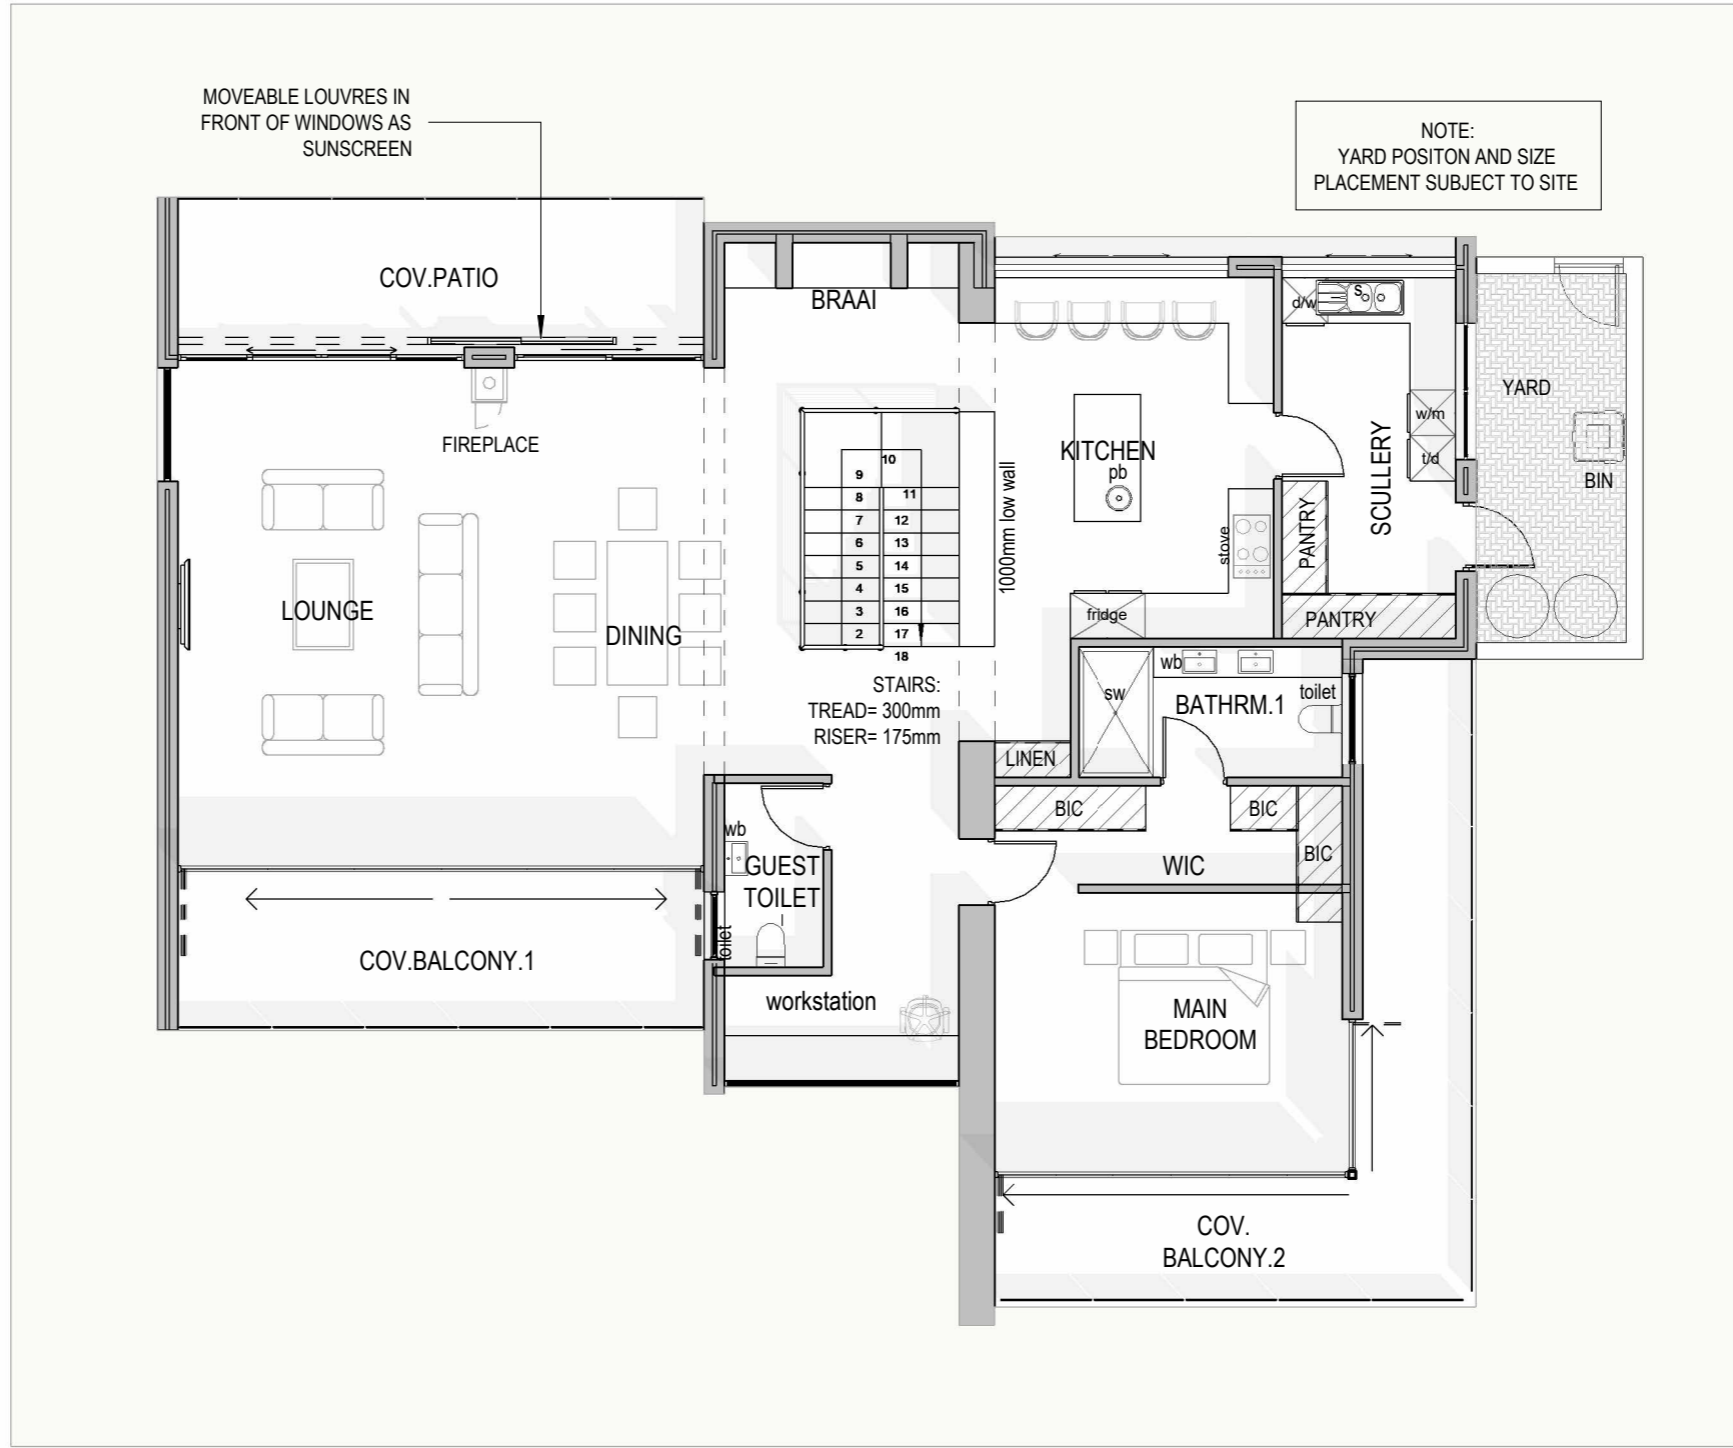 MOVEABLE LOUVRES IN
FRONT OF WINDOWS AS
SUNSCREEN
NOTE:
YARD POSITON AND SIZE
PLACEMENT SUBJECT TO SITE
COV.PATIO
BRAAI
d/w
S
YARD
w/m
t/d
BIN
FIREPLACE
KITCHEN
pb
SCULLERY
PANTRY
stove
1000mm low wall
10
9
8
11
7
12
6
13
5
14
4
15
3
16
2
17
18
LOUNGE
DINING
fridge
PANTRY
STAIRS:
TREAD= 300mm
RISER= 175mm
wb
sw
toilet
BATHRM.1
LINEN
BIC
BIC
BIC
WIC
wb
GUEST
TOILET
toilet
COV.BALCONY.1
workstation
MAIN
BEDROOM
COV.
BALCONY.2